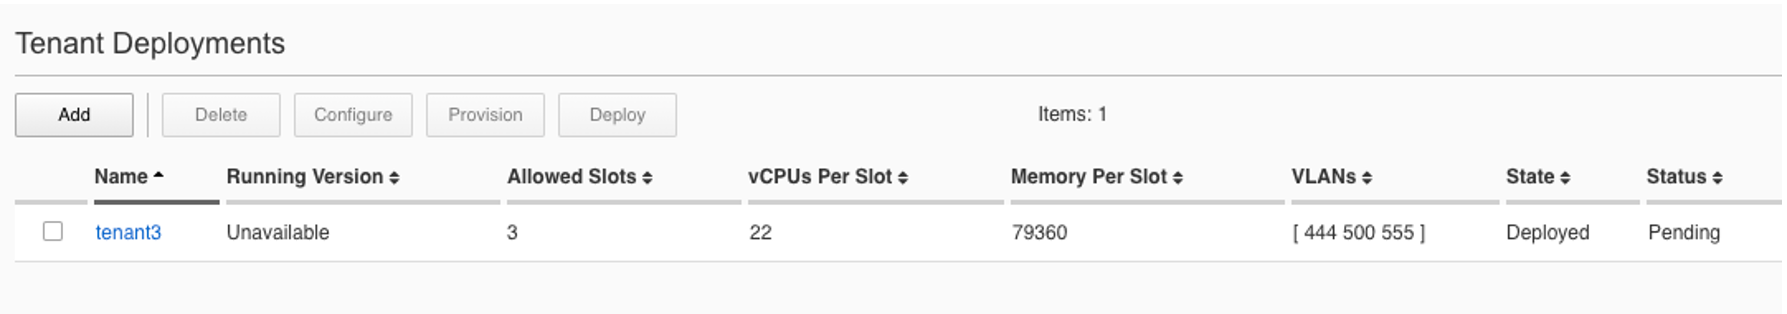 Tenant Deployments
Add Delete Configure Provision Deploy Items: 1
Name Running Version Allowed Slots vCPUs Per Slot Memory Per Slot VLANs State Status
tenant3 Unavailable 3 22 79360 [ 444 500 555 ] Deployed Pending